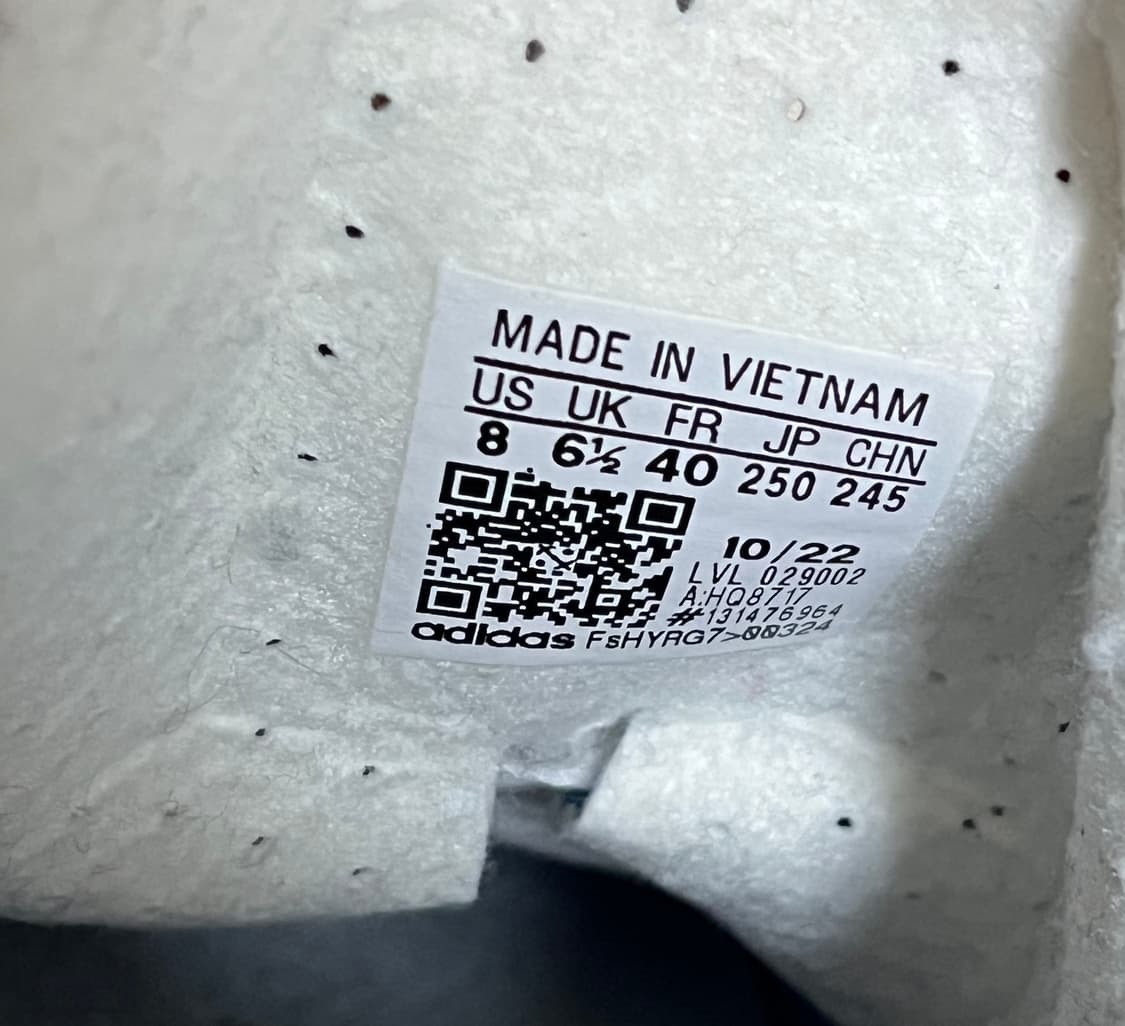 MADE IN VIETNAM
US UK FR JP CHN
8 6½ 40 250 245
10/22
LVL 029002
A:HQ8717
#131476964
adidas FsHYRG7>00324